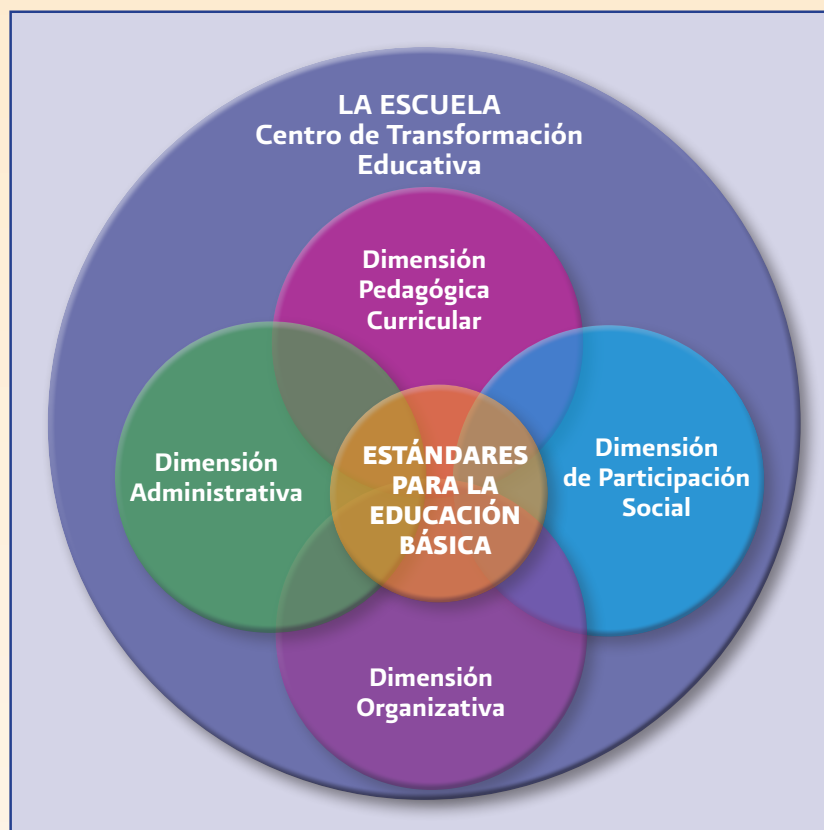 LA ESCUELA
Centro de Transformación
Educativa
Dimensión
Pedagógica
Curricular
Dimensión
Administrativa
ESTÁNDARES
PARA LA
EDUCACIÓN
BÁSICA
Dimensión
de Participación
Social
Dimensión
Organizativa